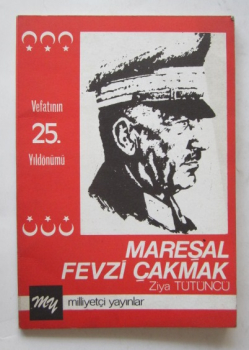 Vefatının
25.
Yıldönümü
MAREŞAL
FEVZİ ÇAKMAK
Ziya TÜTÜNCÜ
my
milliyetçi yayınlar